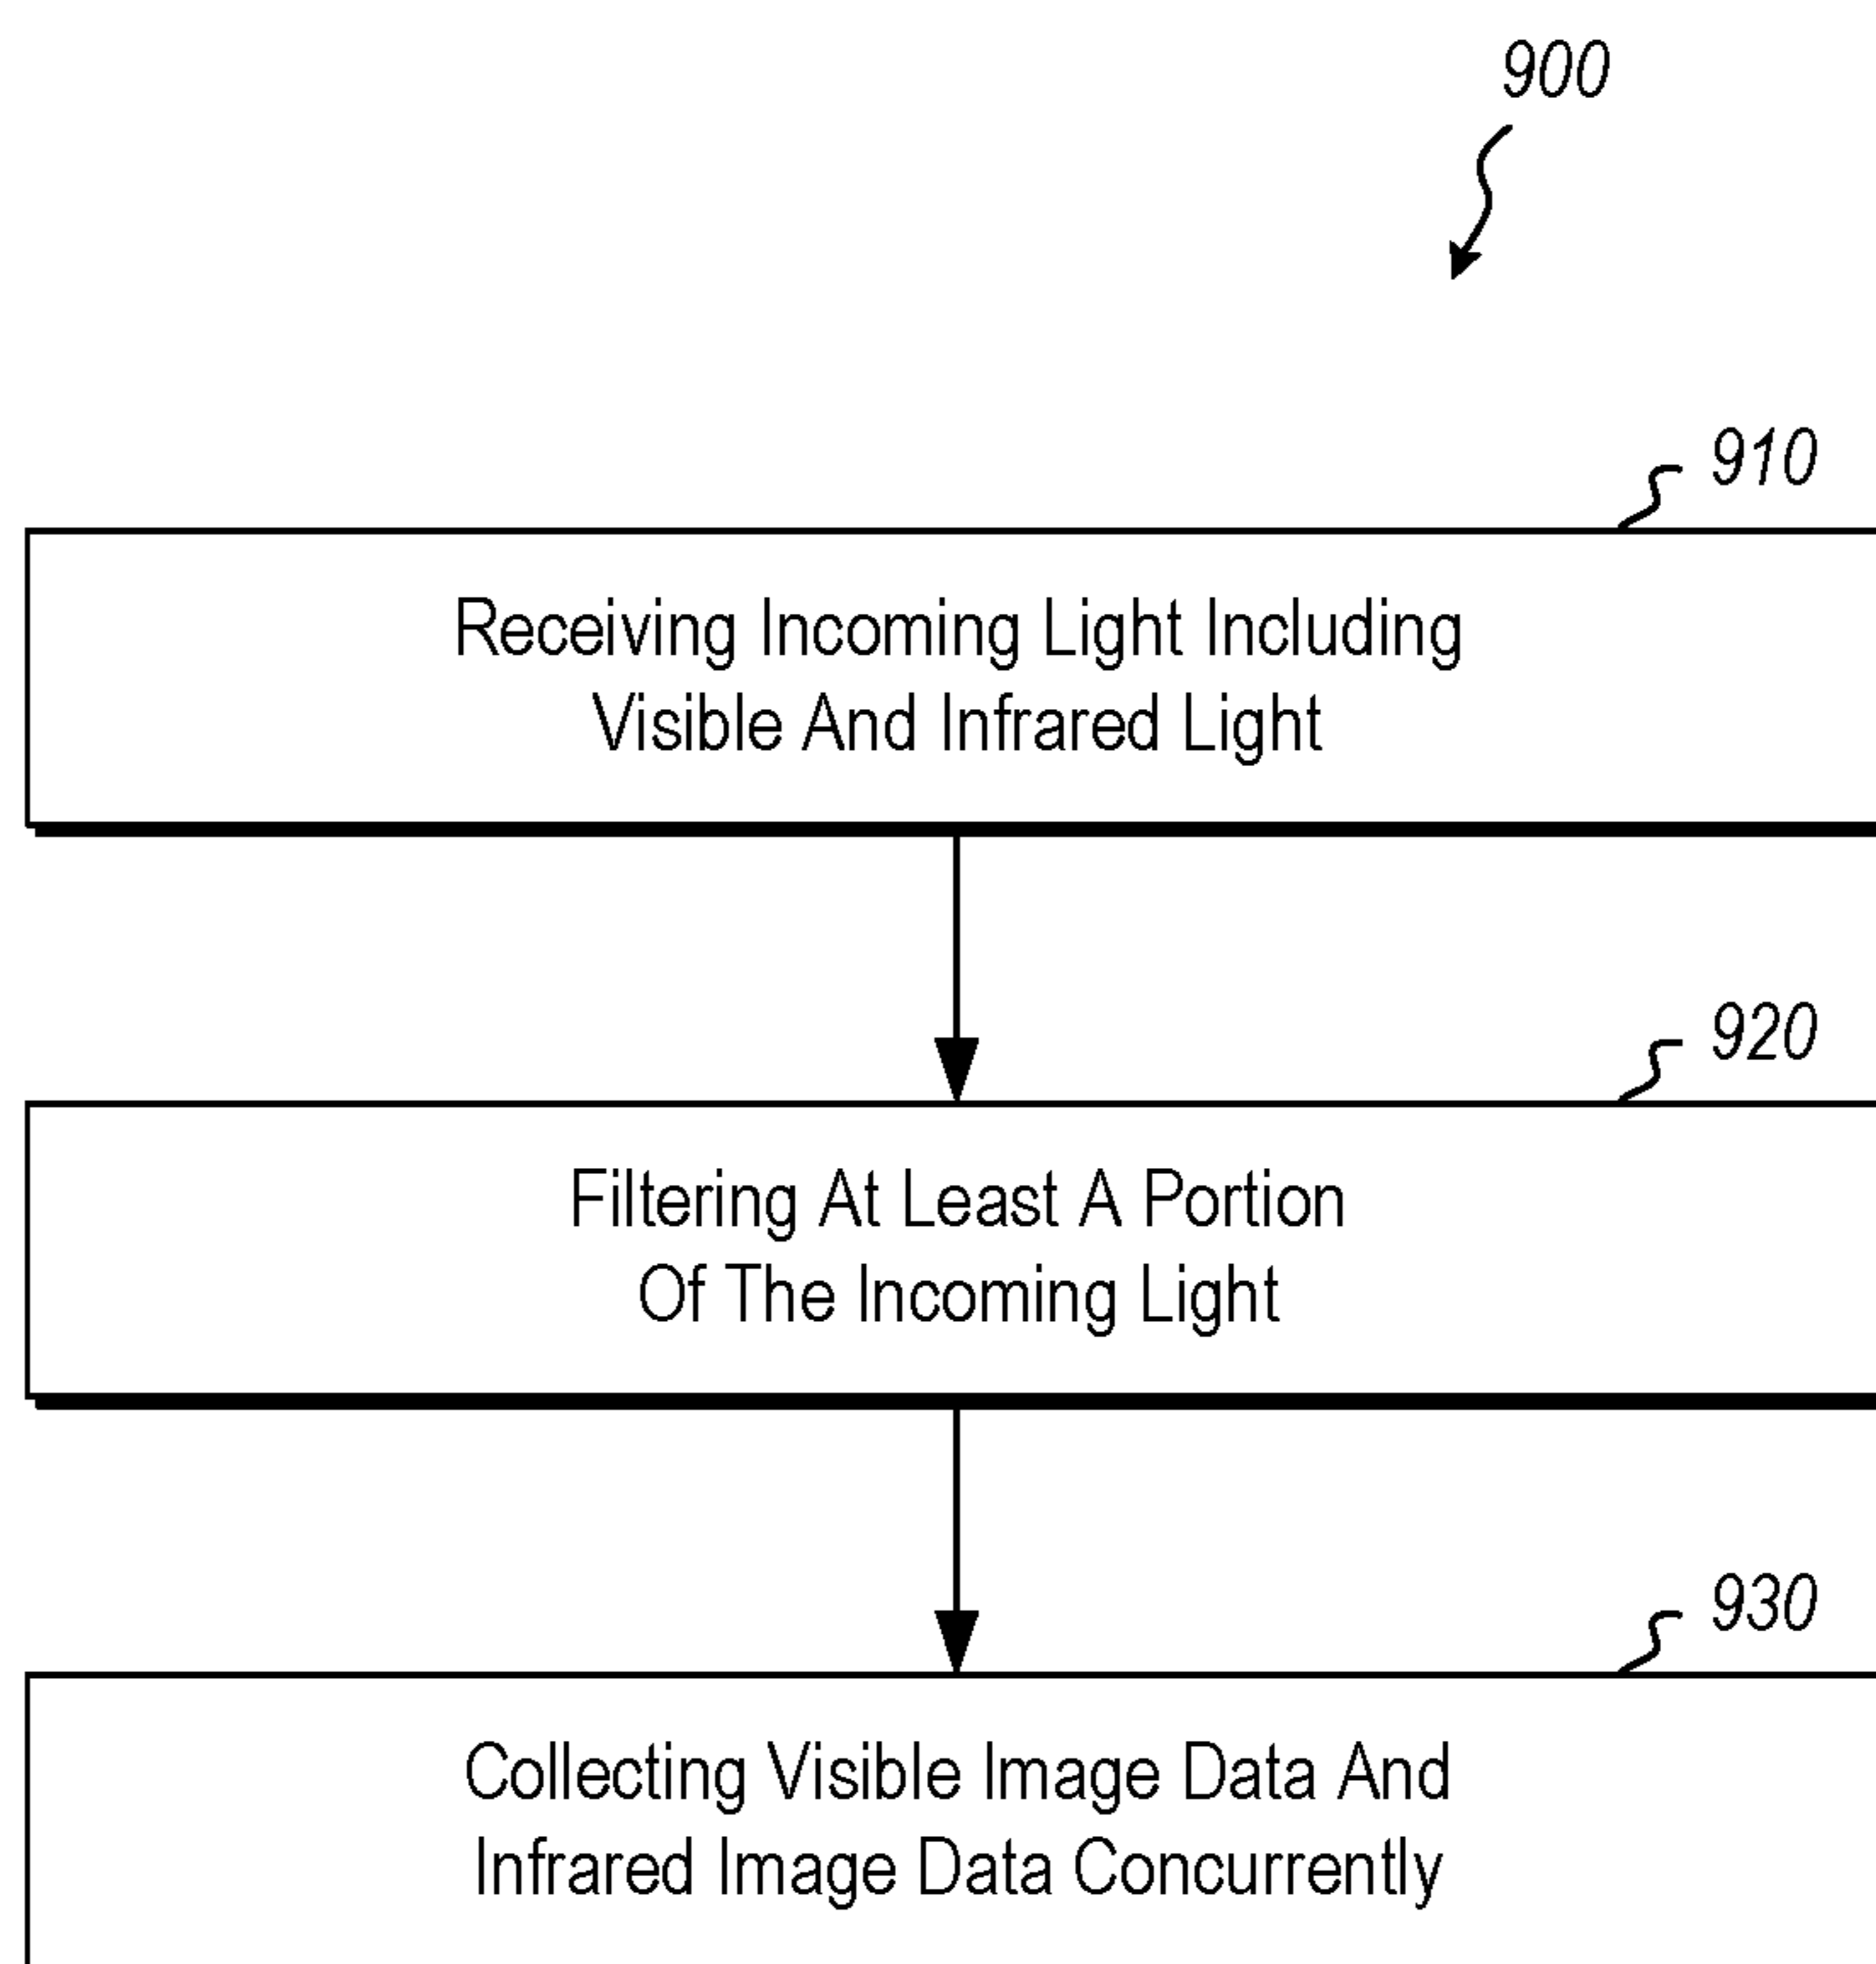 900
910
Receiving Incoming Light Including
Visible And Infrared Light
920
Filtering At Least A Portion
Of The Incoming Light
930
Collecting Visible Image Data And
Infrared Image Data Concurrently